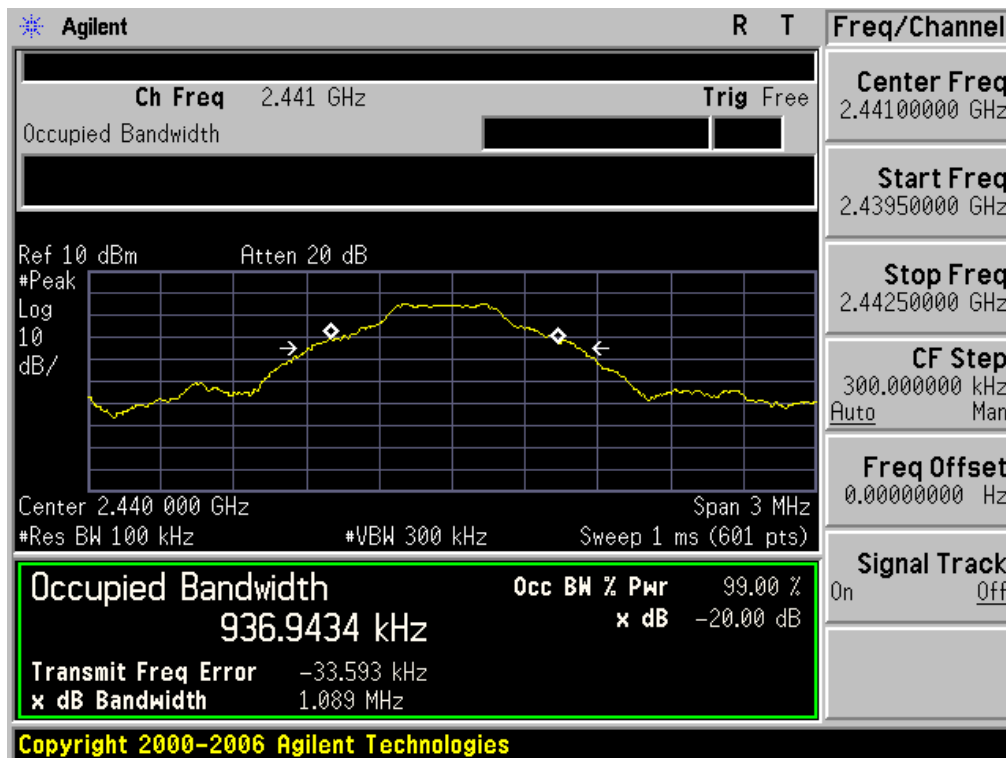 Agilent R T
Ch Freq 2.441 GHz Trig Free
Occupied Bandwidth
Ref 10 dBm Atten 20 dB
#Peak
Log
10
dB/
Center 2.440 000 GHz Span 3 MHz
#Res BW 100 kHz #VBW 300 kHz Sweep 1 ms (601 pts)
Occupied Bandwidth
936.9434 kHz
Occ BW % Pwr 99.00 %
x dB -20.00 dB
Transmit Freq Error -33.593 kHz
x dB Bandwidth 1.089 MHz
Copyright 2000-2006 Agilent Technologies
Freq/Channel
Center Freq
2.44100000 GHz
Start Freq
2.43950000 GHz
Stop Freq
2.44250000 GHz
CF Step
300.000000 kHz
Auto Man
Freq Offset
0.00000000 Hz
Signal Track
On Off